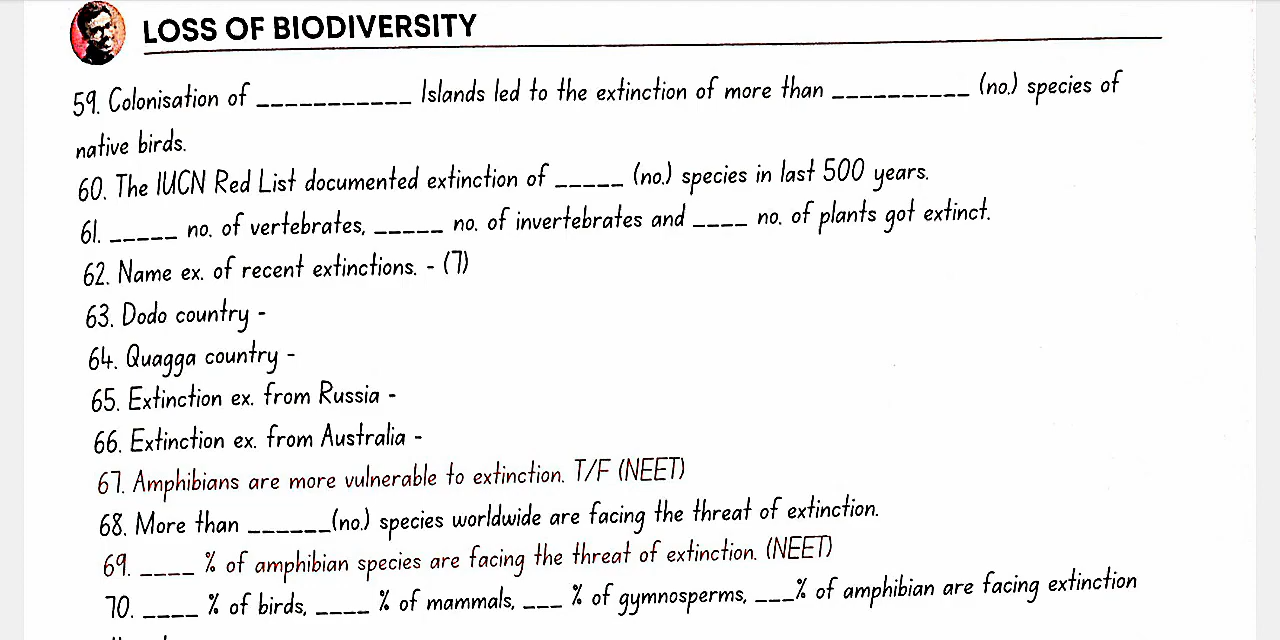 LOSS OF BIODIVERSITY
59. Colonisation of ___________ Islands led to the extinction of more than __________ (no.) species of
native birds.
60. The IUCN Red List documented extinction of _____ (no.) species in last 500 years.
61. _____ no. of vertebrates, _____ no. of invertebrates and ____ no. of plants got extinct.
62. Name ex. of recent extinctions. - (7)
63. Dodo country -
64. Quagga country -
65. Extinction ex. from Russia -
66. Extinction ex. from Australia -
67. Amphibians are more vulnerable to extinction. T/F (NEET)
68. More than ______(no.) species worldwide are facing the threat of extinction.
69. ____ % of amphibian species are facing the threat of extinction. (NEET)
70. ____ % of birds, ____ % of mammals, ___ % of gymnosperms, ___% of amphibian are facing extinction